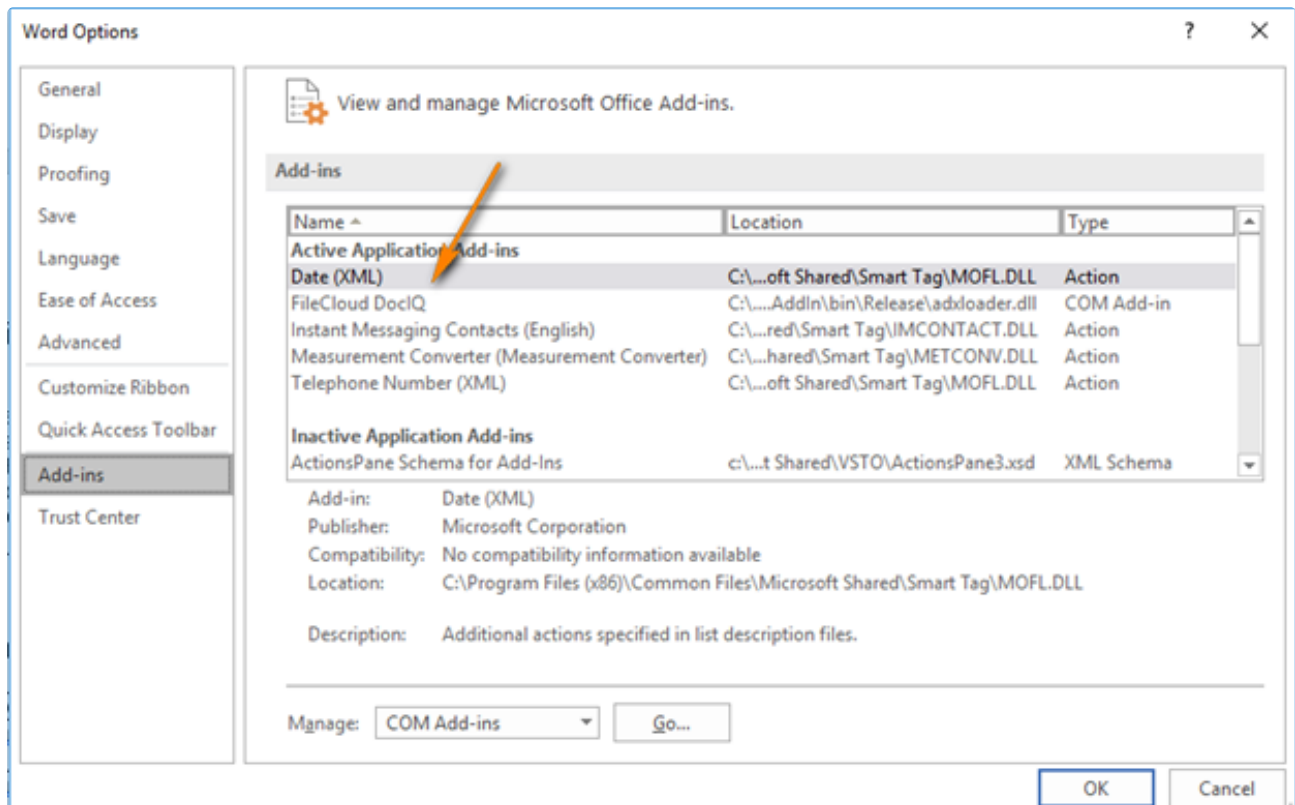 Word Options
?
General
Display
Proofing
Save
Language
Ease of Access
Advanced
Customize Ribbon
Quick Access Toolbar
Add-ins
Trust Center
View and manage Microsoft Office Add-ins.
Add-ins
Name Location Type
Active Application Add-ins
Date (XML) C:\...oft Shared\Smart Tag\MOFL.DLL Action
FileCloud DocIQ C:\....AddIn\bin\Release\adxloader.dll COM Add-in
Instant Messaging Contacts (English) C:\...red\Smart Tag\IMCONTACT.DLL Action
Measurement Converter (Measurement Converter) C:\...hared\Smart Tag\METCONV.DLL Action
Telephone Number (XML) C:\...oft Shared\Smart Tag\MOFL.DLL Action
Inactive Application Add-ins
ActionsPane Schema for Add-Ins c:\...t Shared\VSTO\ActionsPane3.xsd XML Schema
Add-in: Date (XML)
Publisher: Microsoft Corporation
Compatibility: No compatibility information available
Location: C:\Program Files (x86)\Common Files\Microsoft Shared\Smart Tag\MOFL.DLL
Description: Additional actions specified in list description files.
Manage: COM Add-ins Go...
OK Cancel